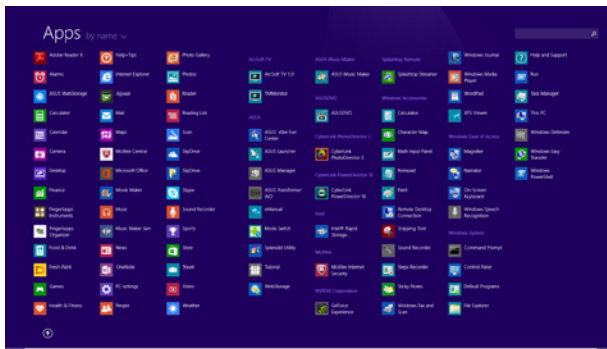 Apps by name
Adobe Reader X
Alarms
ASUS WebStorage
Calculator
Calendar
Camera
Desktop
Finance
Fingertapps Instruments
Fingertapps Organizer
Food & Drink
Fresh Paint
Games
Health & Fitness
Help+Tips
Internet Explorer
Jigsaw
Mail
Maps
McAfee Central
Microsoft Office
Movie Maker
Music
Music Maker Jam
News
OneNote
PC settings
People
Photo Gallery
Photos
Reader
Reading List
Scan
SkyDrive
SkyDrive
Skype
Sound Recorder
Sports
Store
Travel
Video
Weather
ArcSoft TV
ArcSoft TV 5.0
TMMonitor
ASUS
ASUS Vibe Fun Center
ASUS Launcher
ASUS Manager
ASUS Transformer AiO
eManual
Mode Switch
Splendid Utility
Tutorial
WebStorage
ASUS Music Maker
ASUS Music Maker
ASUSDVD
ASUSDVD
CyberLink PhotoDirector 3
CyberLink PhotoDirector 3
CyberLink PowerDirector 10
CyberLink PowerDirector 10
Intel
Intel® Rapid Storage...
McAfee
McAfee Internet Security
NVIDIA Corporation
GeForce Experience
Splashtop Remote
Splashtop Streamer
Windows Accessories
Calculator
Character Map
Math Input Panel
Notepad
Paint
Remote Desktop Connection
Snipping Tool
Sound Recorder
Steps Recorder
Sticky Notes
Windows Fax and Scan
Windows Journal
Windows Media Player
WordPad
XPS Viewer
Windows Ease of Access
Magnifier
Narrator
On-Screen Keyboard
Windows Speech Recognition
Windows System
Command Prompt
Control Panel
Default Programs
File Explorer
Help and Support
Run
Task Manager
This PC
Windows Defender
Windows Easy Transfer
Windows PowerShell